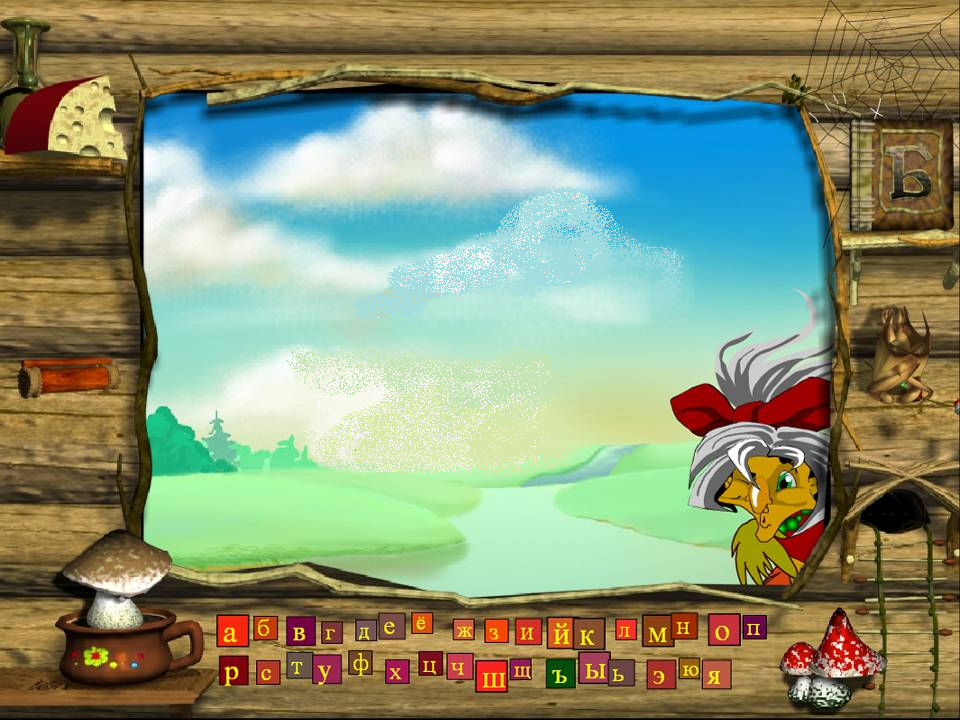 Б
а б в г д е ё ж з и й к л м н о п
р с т у ф х ц ч ш щ ъ ы ь э ю я